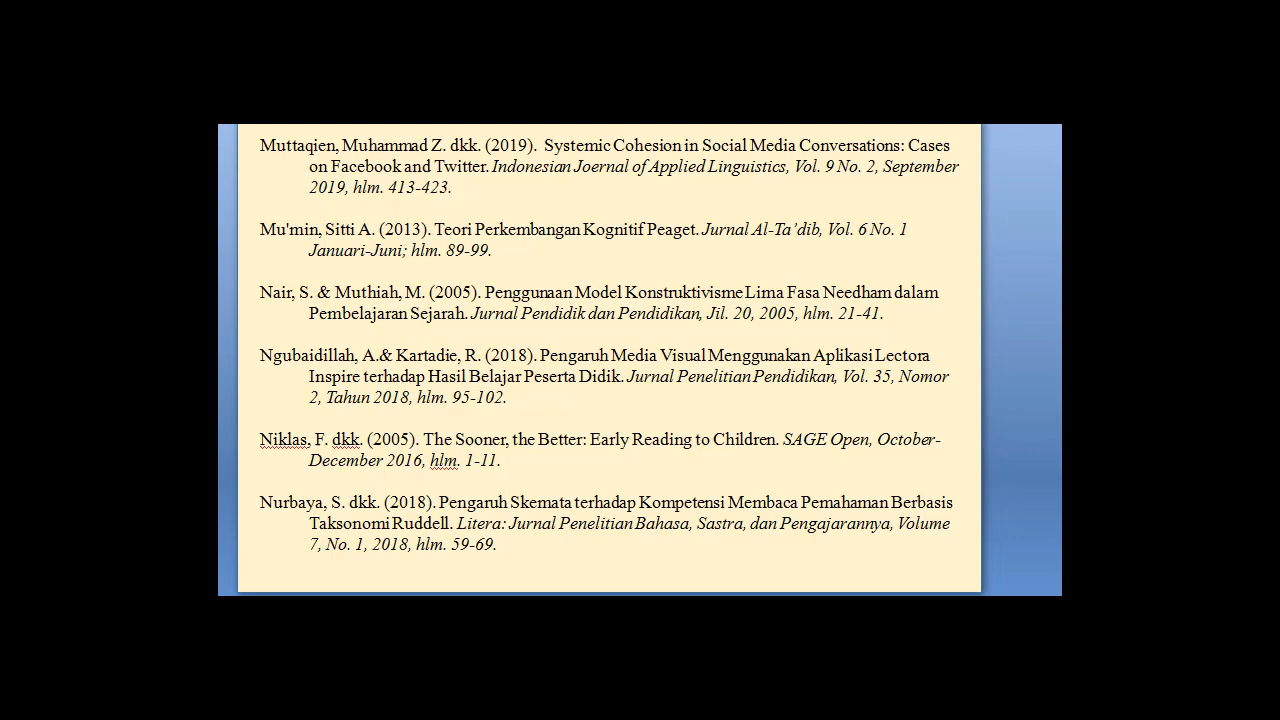 Muttaqien, Muhammad Z. dkk. (2019). Systemic Cohesion in Social Media Conversations: Cases
on Facebook and Twitter. Indonesian Joernal of Applied Linguistics, Vol. 9 No. 2, September
2019, hlm. 413-423.
Mu'min, Sitti A. (2013). Teori Perkembangan Kognitif Peaget. Jurnal Al-Ta’dib, Vol. 6 No. 1
Januari-Juni; hlm. 89-99.
Nair, S. & Muthiah, M. (2005). Penggunaan Model Konstruktivisme Lima Fasa Needham dalam
Pembelajaran Sejarah. Jurnal Pendidik dan Pendidikan, Jil. 20, 2005, hlm. 21-41.
Ngubaidillah, A.& Kartadie, R. (2018). Pengaruh Media Visual Menggunakan Aplikasi Lectora
Inspire terhadap Hasil Belajar Peserta Didik. Jurnal Penelitian Pendidikan, Vol. 35, Nomor
2, Tahun 2018, hlm. 95-102.
Niklas, F. dkk. (2005). The Sooner, the Better: Early Reading to Children. SAGE Open, October-
December 2016, hlm. 1-11.
Nurbaya, S. dkk. (2018). Pengaruh Skemata terhadap Kompetensi Membaca Pemahaman Berbasis
Taksonomi Ruddell. Litera: Jurnal Penelitian Bahasa, Sastra, dan Pengajarannya, Volume
7, No. 1, 2018, hlm. 59-69.